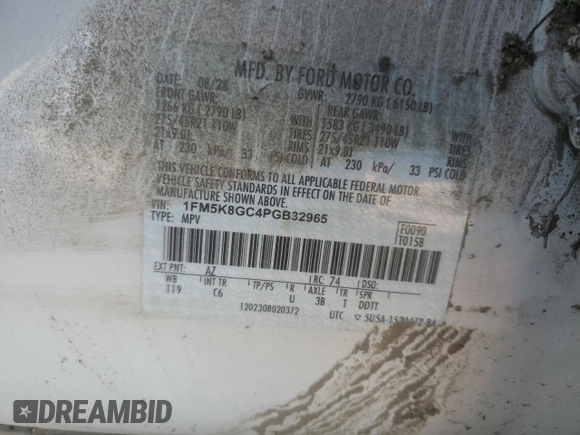 MFD. BY FORD MOTOR CO.
DATE: 08/23 GVWR: 2790 KG ( 6150 LB)
FRONT GAWR: REAR GAWR:
1266 KG ( 2790 LB) 1583 KG ( 3490 LB)
275/45R21 110W TIRES 275/45R21 110W TIRES
21x9.0J RIMS 21x9.0J RIMS
AT 230 kPa/ 33 PSI COLD AT 230 kPa/ 33 PSI COLD
THIS VEHICLE CONFORMS TO ALL APPLICABLE FEDERAL MOTOR
VEHICLE SAFETY STANDARDS IN EFFECT ON THE DATE OF
MANUFACTURE SHOWN ABOVE.
VIN: 1FM5K8GC4PGB32965
TYPE: MPV
F0090
T0158
EXT PNT: AZ RC: 74 DSO:
WB INT TR TP/PS R AXLE TR SPR
119 C6 U 3B T DDTT
1202308020372 UTC
DREAMBID